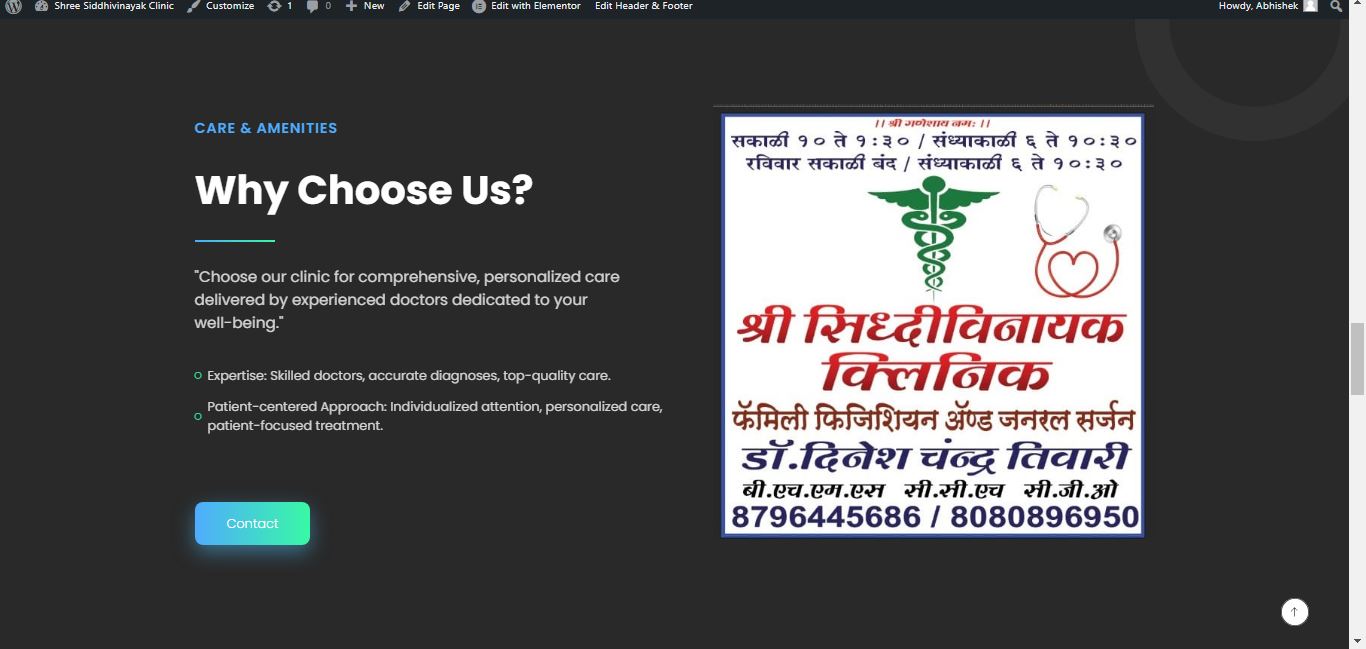 Shree Siddhivinayak Clinic Customize 1 0 New Edit Page Edit with Elementor Edit Header & Footer Howdy, Abhishek
CARE & AMENITIES
Why Choose Us?
"Choose our clinic for comprehensive, personalized care
delivered by experienced doctors dedicated to your
well-being."
Expertise: Skilled doctors, accurate diagnoses, top-quality care.
Patient-centered Approach: Individualized attention, personalized care,
patient-focused treatment.
Contact
|| श्री गणेशाय नमः ||
सकाळी १० ते १:३० / संध्याकाळी ६ ते १०:३०
रविवार सकाळी बंद / संध्याकाळी ६ ते १०:३०
श्री सिध्दीविनायक
क्लिनिक
फॅमिली फिजिशियन ॲण्ड जनरल सर्जन
डॉ.दिनेश चंन्द्र तिवारी
बी.एच.एम.एस सी.सी.एच सी.जी.ओ
8796445686 / 8080896950